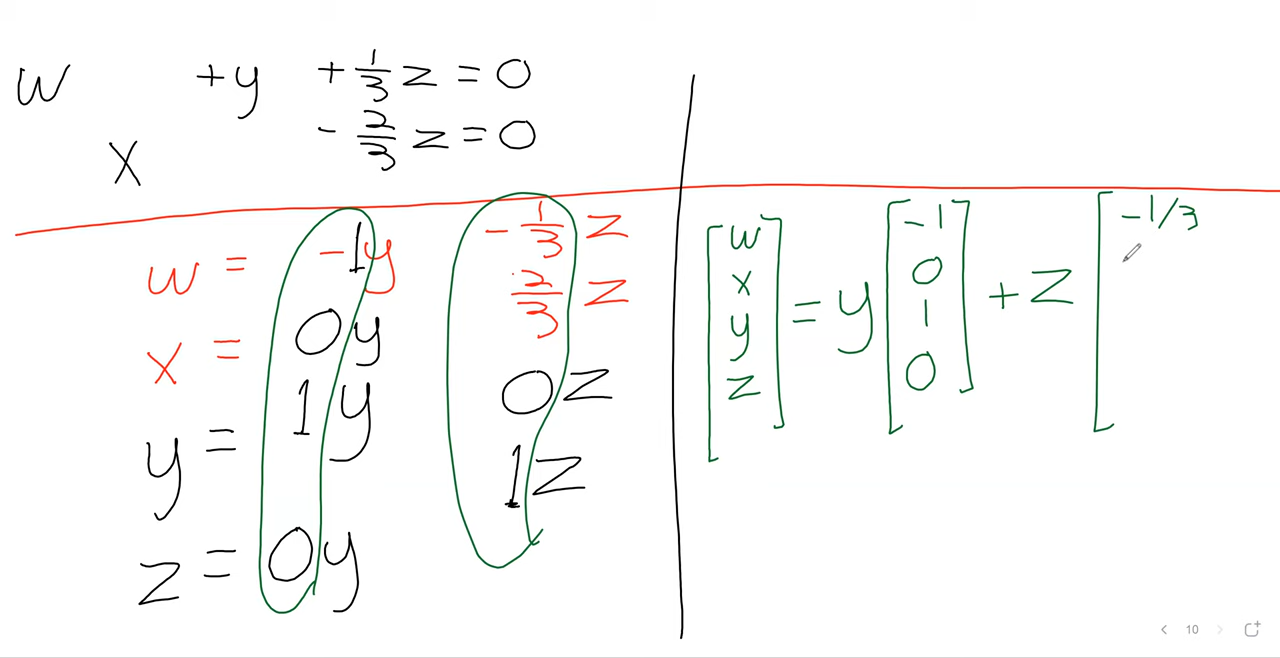 w +y +1/3 z = 0
x - 2/3 z = 0
w = -1y -1/3 z
x = 0y 2/3 z
y = 1y 0z
z = 0y 1z
[w x y z] = y [-1 0 1 0] + z [-1/3
10